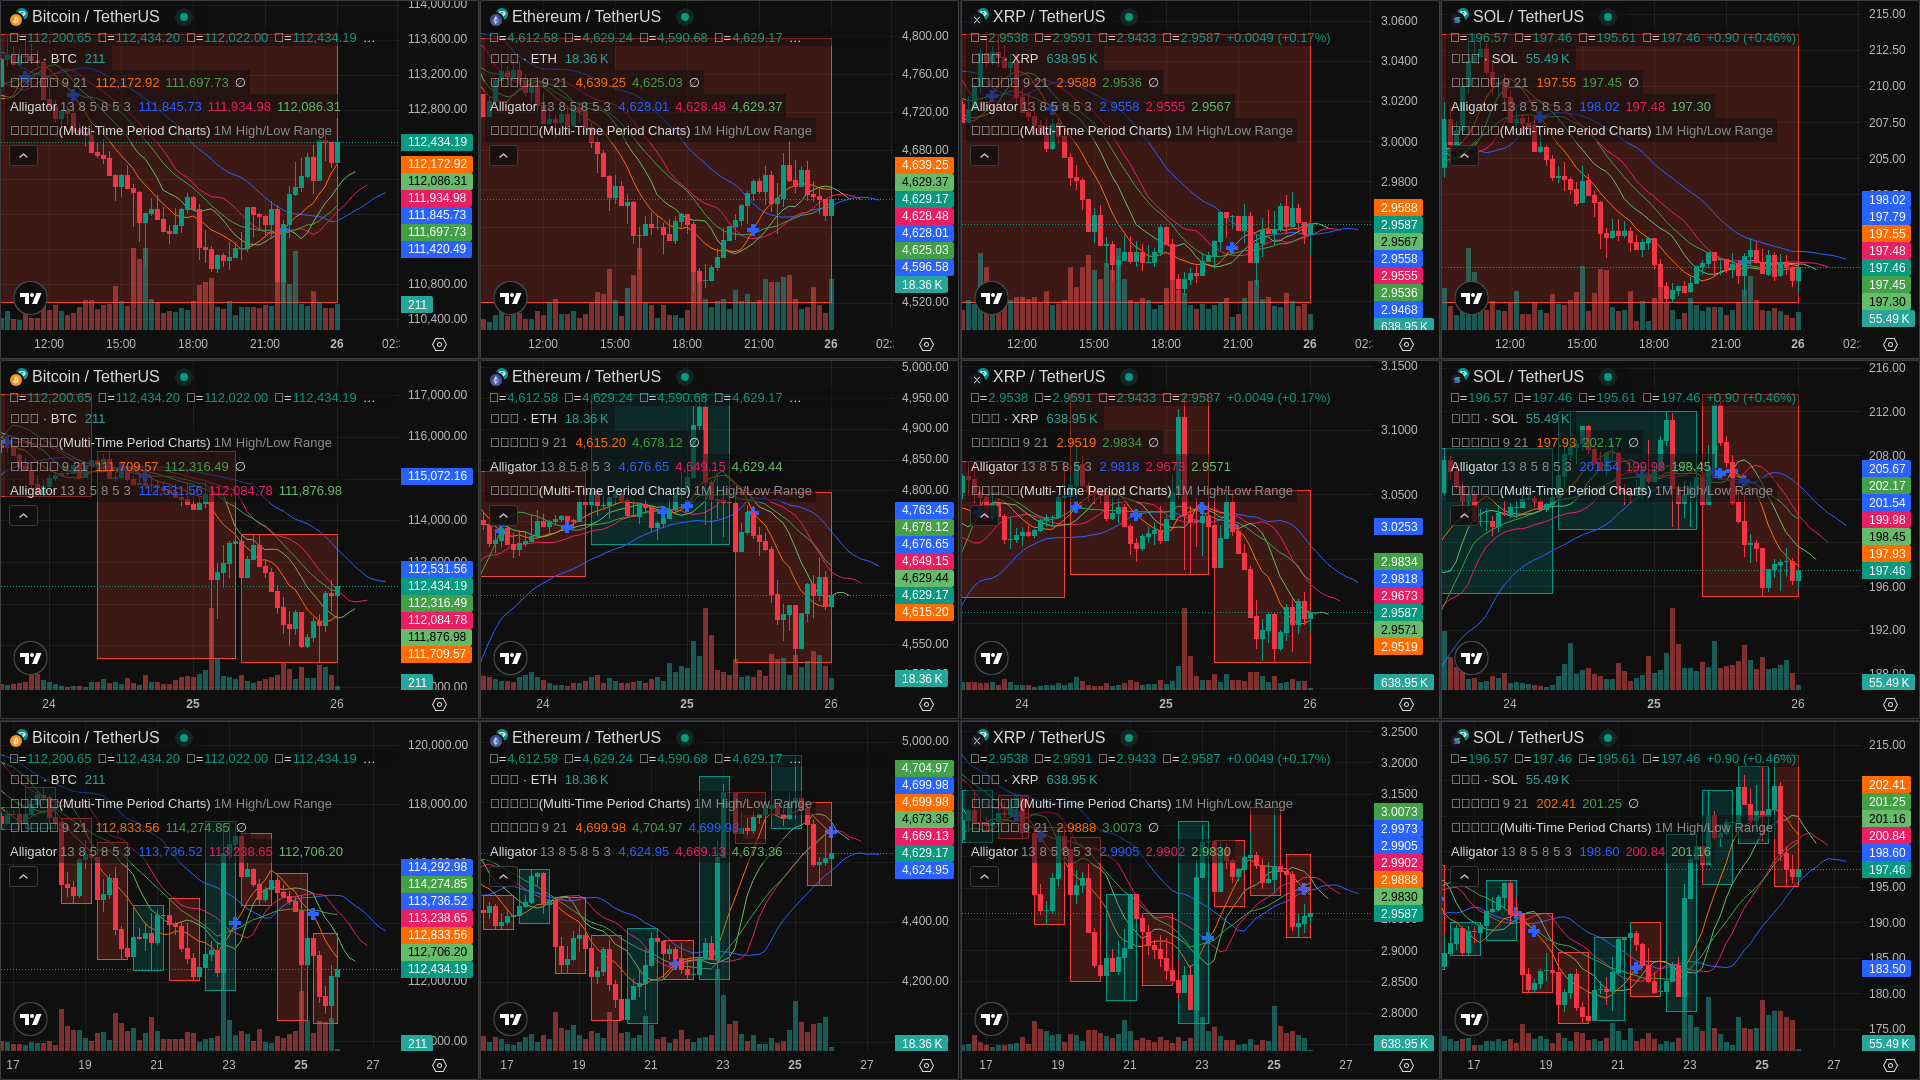 Bitcoin / TetherUS
□=112,200.65 □=112,434.20 □=112,022.00 □=112,434.19 …
□□□ · BTC 211
□□□□□ 9 21 112,172.92 111,697.73 ∅
Alligator 13 8 5 8 5 3 111,845.73 111,934.98 112,086.31
□□□□□(Multi-Time Period Charts) 1M High/Low Range
114,000.00
113,600.00
113,200.00
112,800.00
112,434.19
112,172.92
112,086.31
111,934.98
111,845.73
111,697.73
111,420.49
110,800.00
211
110,400.00
12:00 15:00 18:00 21:00 26
Ethereum / TetherUS
□=4,612.58 □=4,629.24 □=4,590.68 □=4,629.17 …
□□□ · ETH 18.36 K
□□□□□ 9 21 4,639.25 4,625.03 ∅
Alligator 13 8 5 8 5 3 4,628.01 4,628.48 4,629.37
□□□□□(Multi-Time Period Charts) 1M High/Low Range
4,800.00
4,760.00
4,720.00
4,680.00
4,639.25
4,629.37
4,629.17
4,628.48
4,628.01
4,625.03
4,596.58
18.36 K
4,520.00
12:00 15:00 18:00 21:00 26
XRP / TetherUS
□=2.9538 □=2.9591 □=2.9433 □=2.9587 +0.0049 (+0.17%)
□□□ · XRP 638.95 K
□□□□□ 9 21 2.9588 2.9536 ∅
Alligator 13 8 5 8 5 3 2.9558 2.9555 2.9567
□□□□□(Multi-Time Period Charts) 1M High/Low Range
3.0600
3.0400
3.0200
3.0000
2.9800
2.9588
2.9587
2.9567
2.9558
2.9555
2.9536
2.9468
638.95 K
12:00 15:00 18:00 21:00 26
SOL / TetherUS
□=196.57 □=197.46 □=195.61 □=197.46 +0.90 (+0.46%)
□□□ · SOL 55.49 K
□□□□□ 9 21 197.55 197.45 ∅
Alligator 13 8 5 8 5 3 198.02 197.48 197.30
□□□□□(Multi-Time Period Charts) 1M High/Low Range
215.00
212.50
210.00
207.50
205.00
198.02
197.79
197.55
197.48
197.46
197.45
197.30
55.49 K
12:00 15:00 18:00 21:00 26
Bitcoin / TetherUS
□=112,200.65 □=112,434.20 □=112,022.00 □=112,434.19 …
□□□ · BTC 211
□□□□□(Multi-Time Period Charts) 1M High/Low Range
□□□□□ 9 21 111,709.57 112,316.49 ∅
Alligator 13 8 5 8 5 3 112,531.56 112,084.78 111,876.98
117,000.00
116,000.00
115,072.16
114,000.00
112,531.56
112,434.19
112,316.49
112,084.78
111,876.98
111,709.57
211
24 25 26
Ethereum / TetherUS
□=4,612.58 □=4,629.24 □=4,590.68 □=4,629.17 …
□□□ · ETH 18.36 K
□□□□□ 9 21 4,615.20 4,678.12 ∅
Alligator 13 8 5 8 5 3 4,676.65 4,649.15 4,629.44
□□□□□(Multi-Time Period Charts) 1M High/Low Range
5,000.00
4,950.00
4,900.00
4,850.00
4,800.00
4,763.45
4,678.12
4,676.65
4,649.15
4,629.44
4,629.17
4,615.20
4,550.00
18.36 K
24 25 26
XRP / TetherUS
□=2.9538 □=2.9591 □=2.9433 □=2.9587 +0.0049 (+0.17%)
□□□ · XRP 638.95 K
□□□□□ 9 21 2.9519 2.9834 ∅
Alligator 13 8 5 8 5 3 2.9818 2.9673 2.9571
□□□□□(Multi-Time Period Charts) 1M High/Low Range
3.1500
3.1000
3.0500
3.0253
2.9834
2.9818
2.9673
2.9587
2.9571
2.9519
638.95 K
24 25 26
SOL / TetherUS
□=196.57 □=197.46 □=195.61 □=197.46 +0.90 (+0.46%)
□□□ · SOL 55.49 K
□□□□□ 9 21 197.93 202.17 ∅
Alligator 13 8 5 8 5 3 201.54 199.98 198.45
□□□□□(Multi-Time Period Charts) 1M High/Low Range
216.00
212.00
208.00
205.67
202.17
201.54
199.98
198.45
197.93
197.46
196.00
192.00
55.49 K
24 25 26
Bitcoin / TetherUS
□=112,200.65 □=112,434.20 □=112,022.00 □=112,434.19 …
□□□ · BTC 211
□□□□□(Multi-Time Period Charts) 1M High/Low Range
□□□□□ 9 21 112,833.56 114,274.85 ∅
Alligator 13 8 5 8 5 3 113,736.52 113,238.65 112,706.20
120,000.00
118,000.00
114,292.98
114,274.85
113,736.52
113,238.65
112,833.56
112,706.20
112,434.19
112,000.00
211
17 19 21 23 25 27
Ethereum / TetherUS
□=4,612.58 □=4,629.24 □=4,590.68 □=4,629.17 …
□□□ · ETH 18.36 K
□□□□□(Multi-Time Period Charts) 1M High/Low Range
□□□□□ 9 21 4,699.98 4,704.97 4,699.98
Alligator 13 8 5 8 5 3 4,624.95 4,669.13 4,673.36
5,000.00
4,704.97
4,699.98
4,699.98
4,673.36
4,669.13
4,629.17
4,624.95
4,400.00
4,200.00
18.36 K
17 19 21 23 25 27
XRP / TetherUS
□=2.9538 □=2.9591 □=2.9433 □=2.9587 +0.0049 (+0.17%)
□□□ · XRP 638.95 K
□□□□□(Multi-Time Period Charts) 1M High/Low Range
□□□□□ 9 21 2.9888 3.0073 ∅
Alligator 13 8 5 8 5 3 2.9905 2.9902 2.9830
3.2500
3.2000
3.1500
3.0073
2.9973
2.9905
2.9902
2.9888
2.9830
2.9587
2.9000
2.8500
2.8000
638.95 K
17 19 21 23 25 27
SOL / TetherUS
□=196.57 □=197.46 □=195.61 □=197.46 +0.90 (+0.46%)
□□□ · SOL 55.49 K
□□□□□ 9 21 202.41 201.25 ∅
□□□□□(Multi-Time Period Charts) 1M High/Low Range
Alligator 13 8 5 8 5 3 198.60 200.84 201.16
215.00
202.41
201.25
201.16
200.84
198.60
197.46
195.00
190.00
185.00
183.50
180.00
175.00
55.49 K
17 19 21 23 25 27